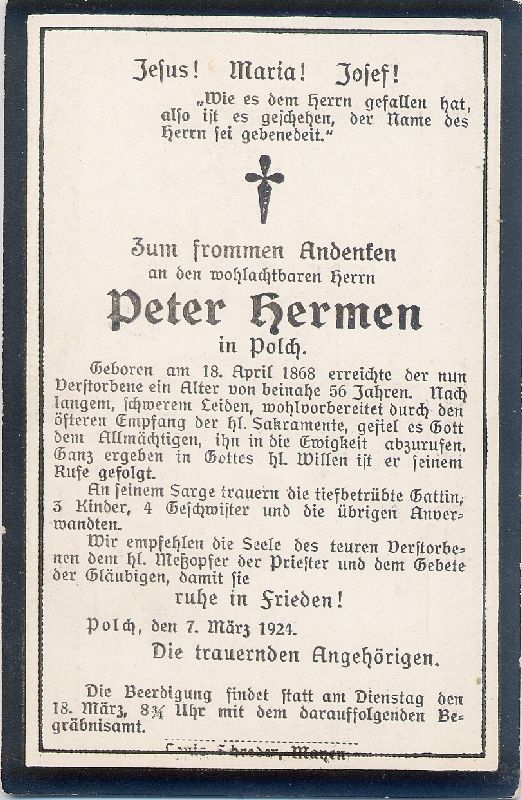 Jesus! Maria! Josef!
„Wie es dem Herrn gefallen hat,
also ist es geschehen, der Name des
Herrn sei gebenedeit.“
Zum frommen Andenken
an den wohlachtbaren Herrn
Peter Hermen
in Polch.
Geboren am 18. April 1868 erreichte der nun
Verstorbene ein Alter von beinahe 56 Jahren. Nach
langem, schwerem Leiden, wohlvorbereitet durch den
öfteren Empfang der hl. Sakramente, gefiel es Gott
dem Allmächtigen, ihn in die Ewigkeit abzurufen.
Ganz ergeben in Gottes hl. Willen ist er seinem
Rufe gefolgt.
An seinem Sarge trauern die tiefbetrübte Gattin,
3 Kinder, 4 Geschwister und die übrigen Anver-
wandten.
Wir empfehlen die Seele des teuren Verstorbe-
nen dem hl. Meßopfer der Priester und dem Gebete
der Gläubigen, damit sie
ruhe in Frieden!
Polch, den 7. März 1924.
Die trauernden Angehörigen.
Die Beerdigung findet statt am Dienstag den
18. März, 8¾ Uhr mit dem darauffolgenden Be-
gräbnisamt.
Mayen